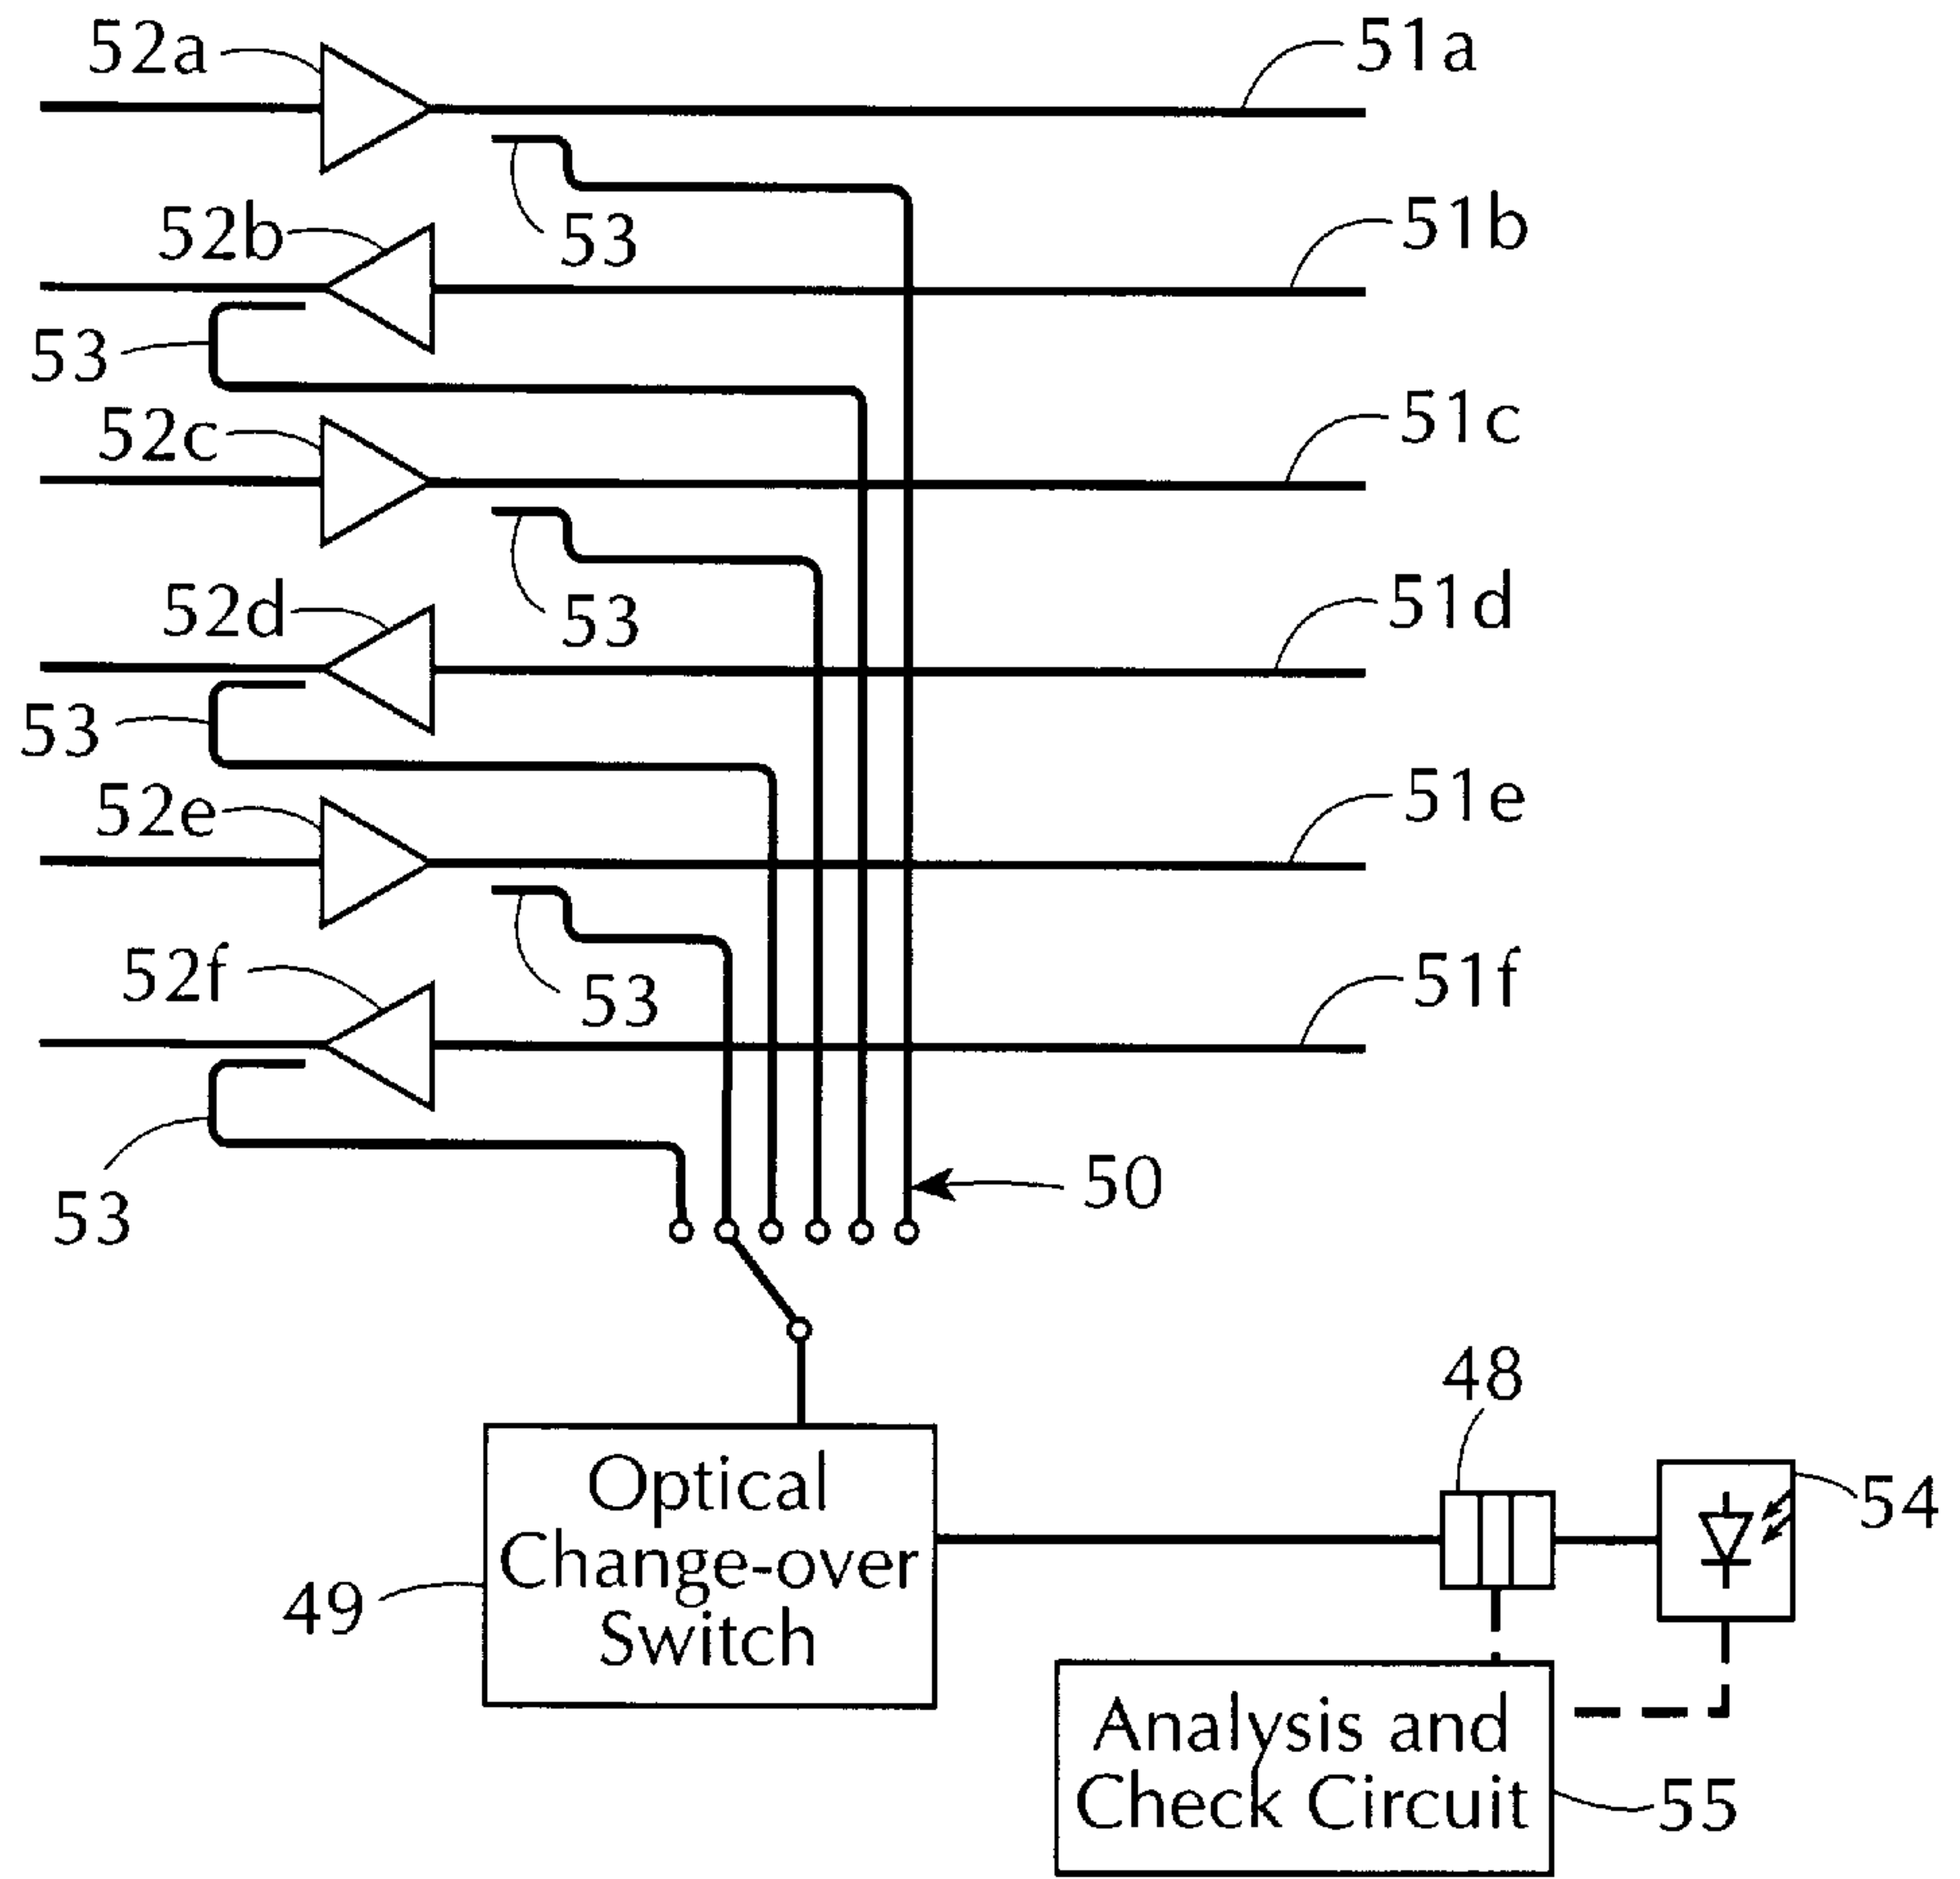 52a
51a
53
52b
51b
53
52c
51c
53
52d
51d
53
52e
51e
53
52f
51f
53
50
48
Optical
Change-over
Switch
49
54
Analysis and
Check Circuit
55